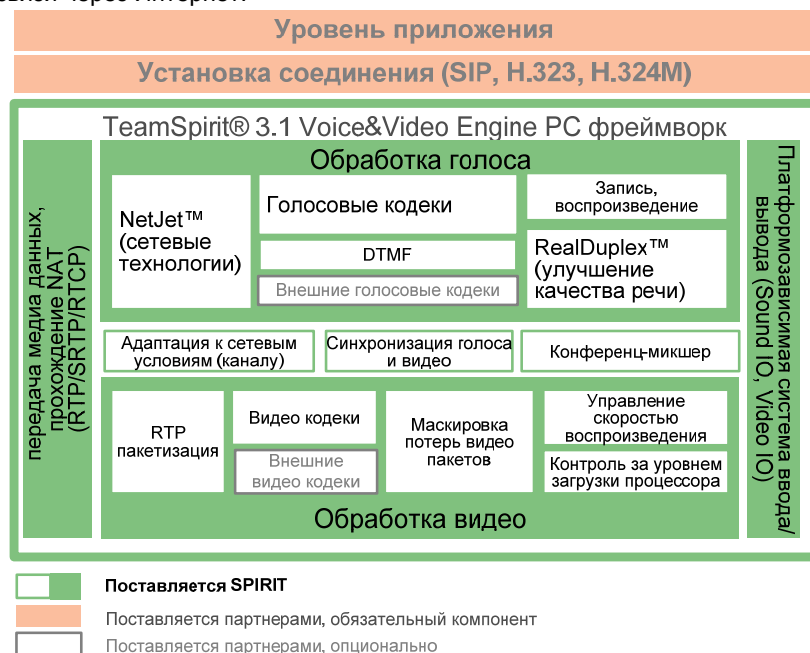 через Интернет.
Уровень приложения
Установка соединения (SIP, H.323, H.324M)
TeamSpirit® 3.1 Voice&Video Engine PC фреймворк
передача медиа данных,
прохождение NAT
(RTP/SRTP/RTCP)
Обработка голоса
NetJet™
(сетевые
технологии)
Голосовые кодеки
DTMF
Внешние голосовые кодеки
Запись,
воспроизведение
RealDuplex™
(улучшение
качества речи)
Адаптация к сетевым
условиям (каналу)
Синхронизация голоса
и видео
Конференц-микшер
RTP
пакетизация
Видео кодеки
Внешние
видео кодеки
Маскировка
потерь видео
пакетов
Управление
скоростью
воспроизведения
Контроль за уровнем
загрузки процессора
Обработка видео
Платформозависимая система ввода/
вывода (Sound IO, Video IO)
Поставляется SPIRIT
Поставляется партнерами, обязательный компонент
Поставляется партнерами, опционально